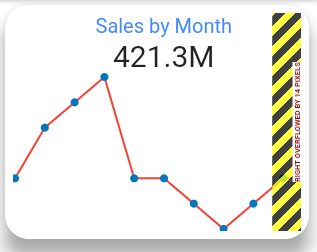 Sales by Month
421.3M
RIGHT OVERFLOWED BY 14 PIXELS